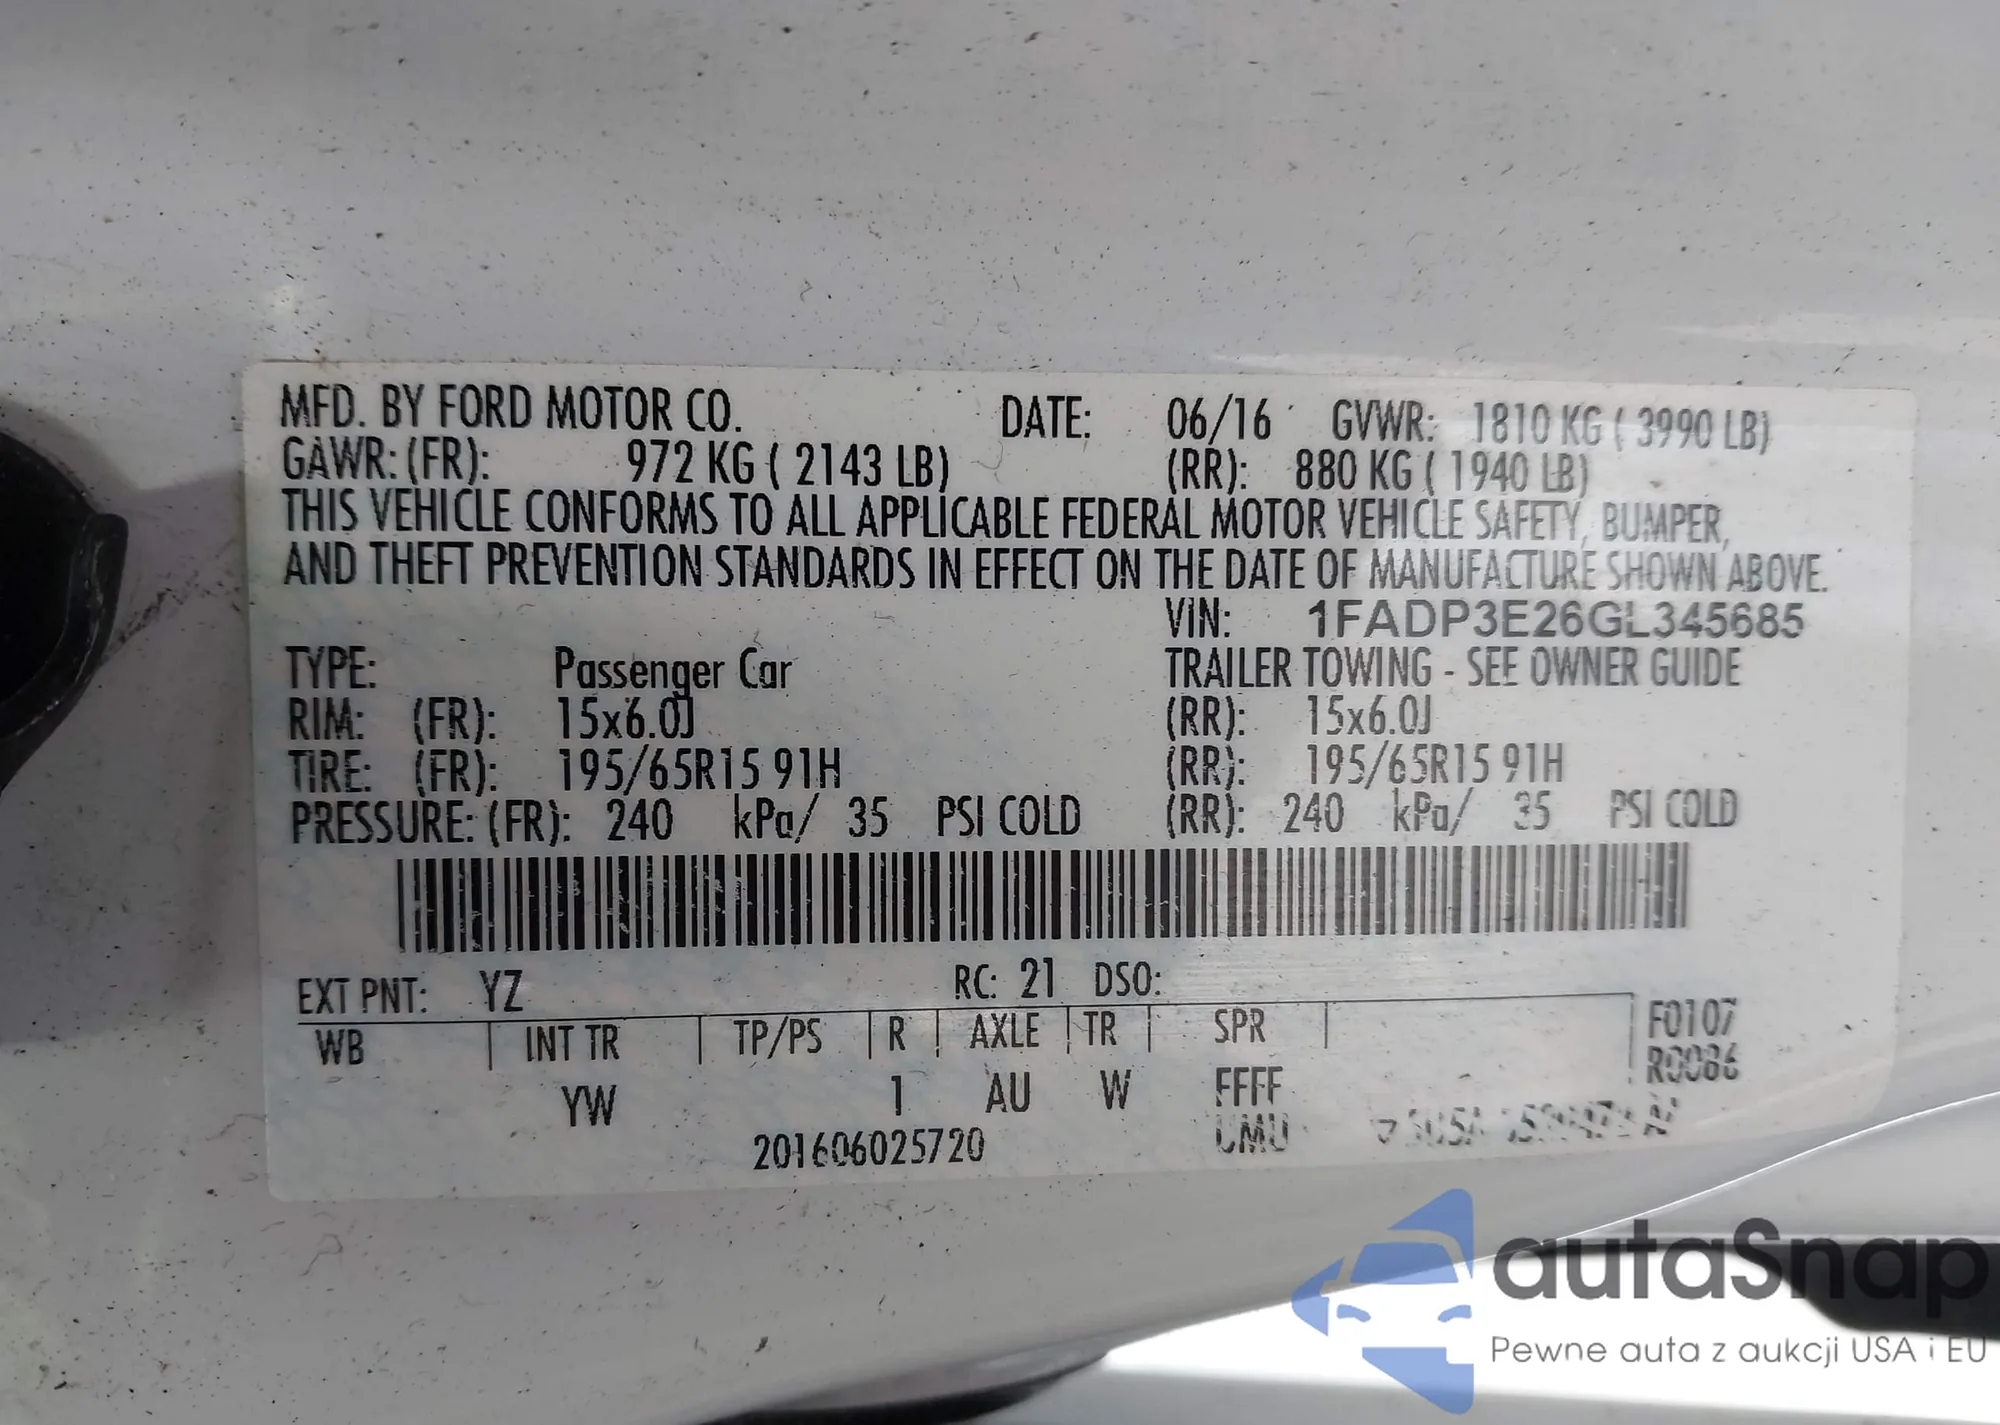 MFD. BY FORD MOTOR CO. DATE: 06/16 GVWR: 1810 KG ( 3990 LB)
GAWR: (FR): 972 KG ( 2143 LB) (RR): 880 KG ( 1940 LB)
THIS VEHICLE CONFORMS TO ALL APPLICABLE FEDERAL MOTOR VEHICLE SAFETY, BUMPER,
AND THEFT PREVENTION STANDARDS IN EFFECT ON THE DATE OF MANUFACTURE SHOWN ABOVE.
VIN: 1FADP3E26GL345685
TYPE: Passenger Car TRAILER TOWING - SEE OWNER GUIDE
RIM: (FR): 15x6.0J (RR): 15x6.0J
TIRE: (FR): 195/65R15 91H (RR): 195/65R15 91H
PRESSURE: (FR): 240 kPa/ 35 PSI COLD (RR): 240 kPa/ 35 PSI COLD
EXT PNT: YZ RC: 21 DSO:
WB INT TR TP/PS R AXLE TR SPR F0107
R0086
YW 1 AU W FFFF
201606025720 UMU
autaSnap
Pewne auta z aukcji USA i EU